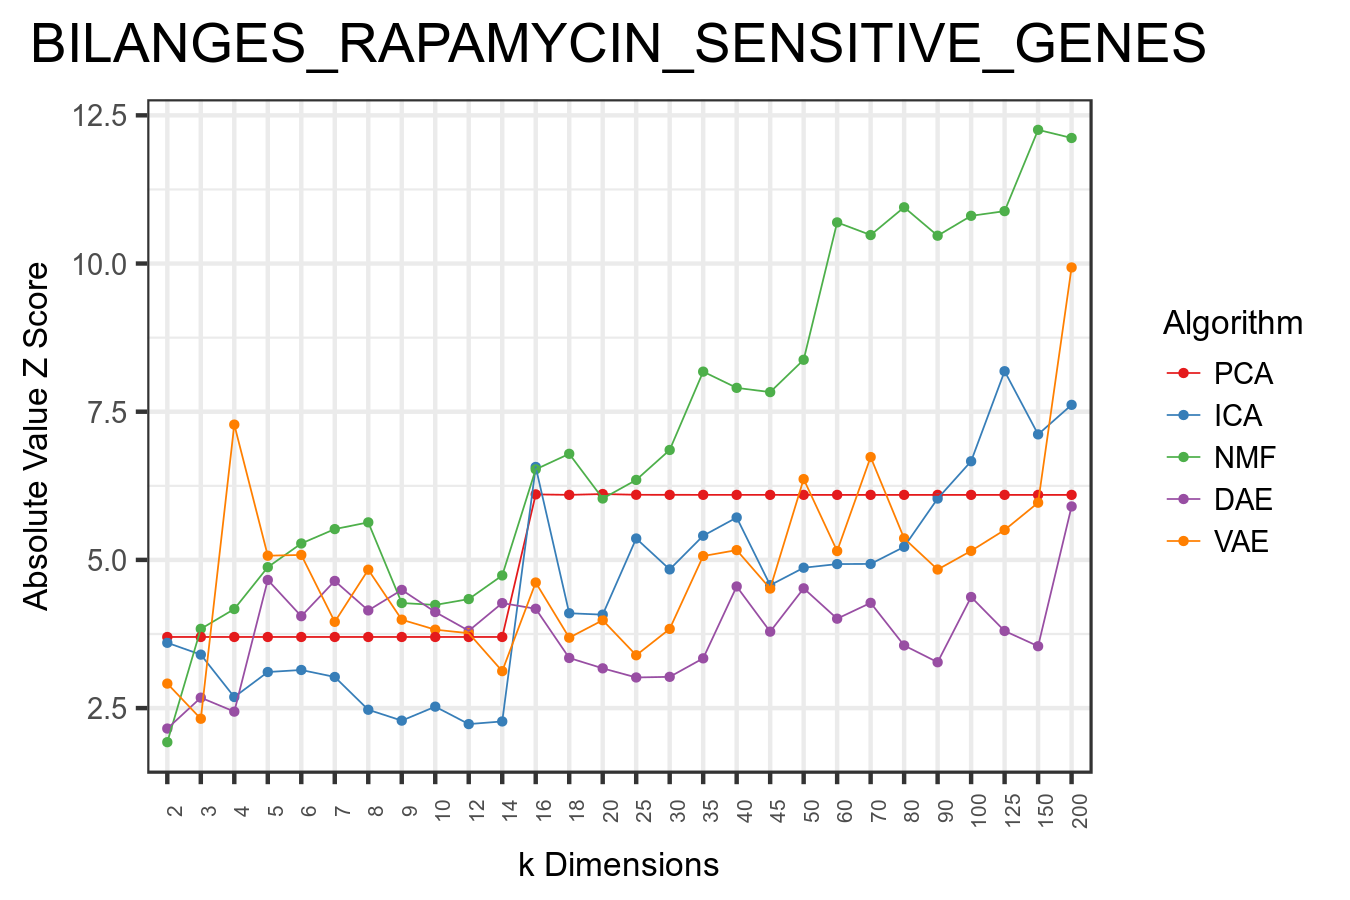 BILANGES_RAPAMYCIN_SENSITIVE_GENES
Absolute Value Z Score
12.5
10.0
7.5
5.0
2.5
2 3 4 5 6 7 8 9 10 12 14 16 18 20 25 30 35 40 45 50 60 70 80 90 100 125 150 200
k Dimensions
Algorithm
PCA
ICA
NMF
DAE
VAE